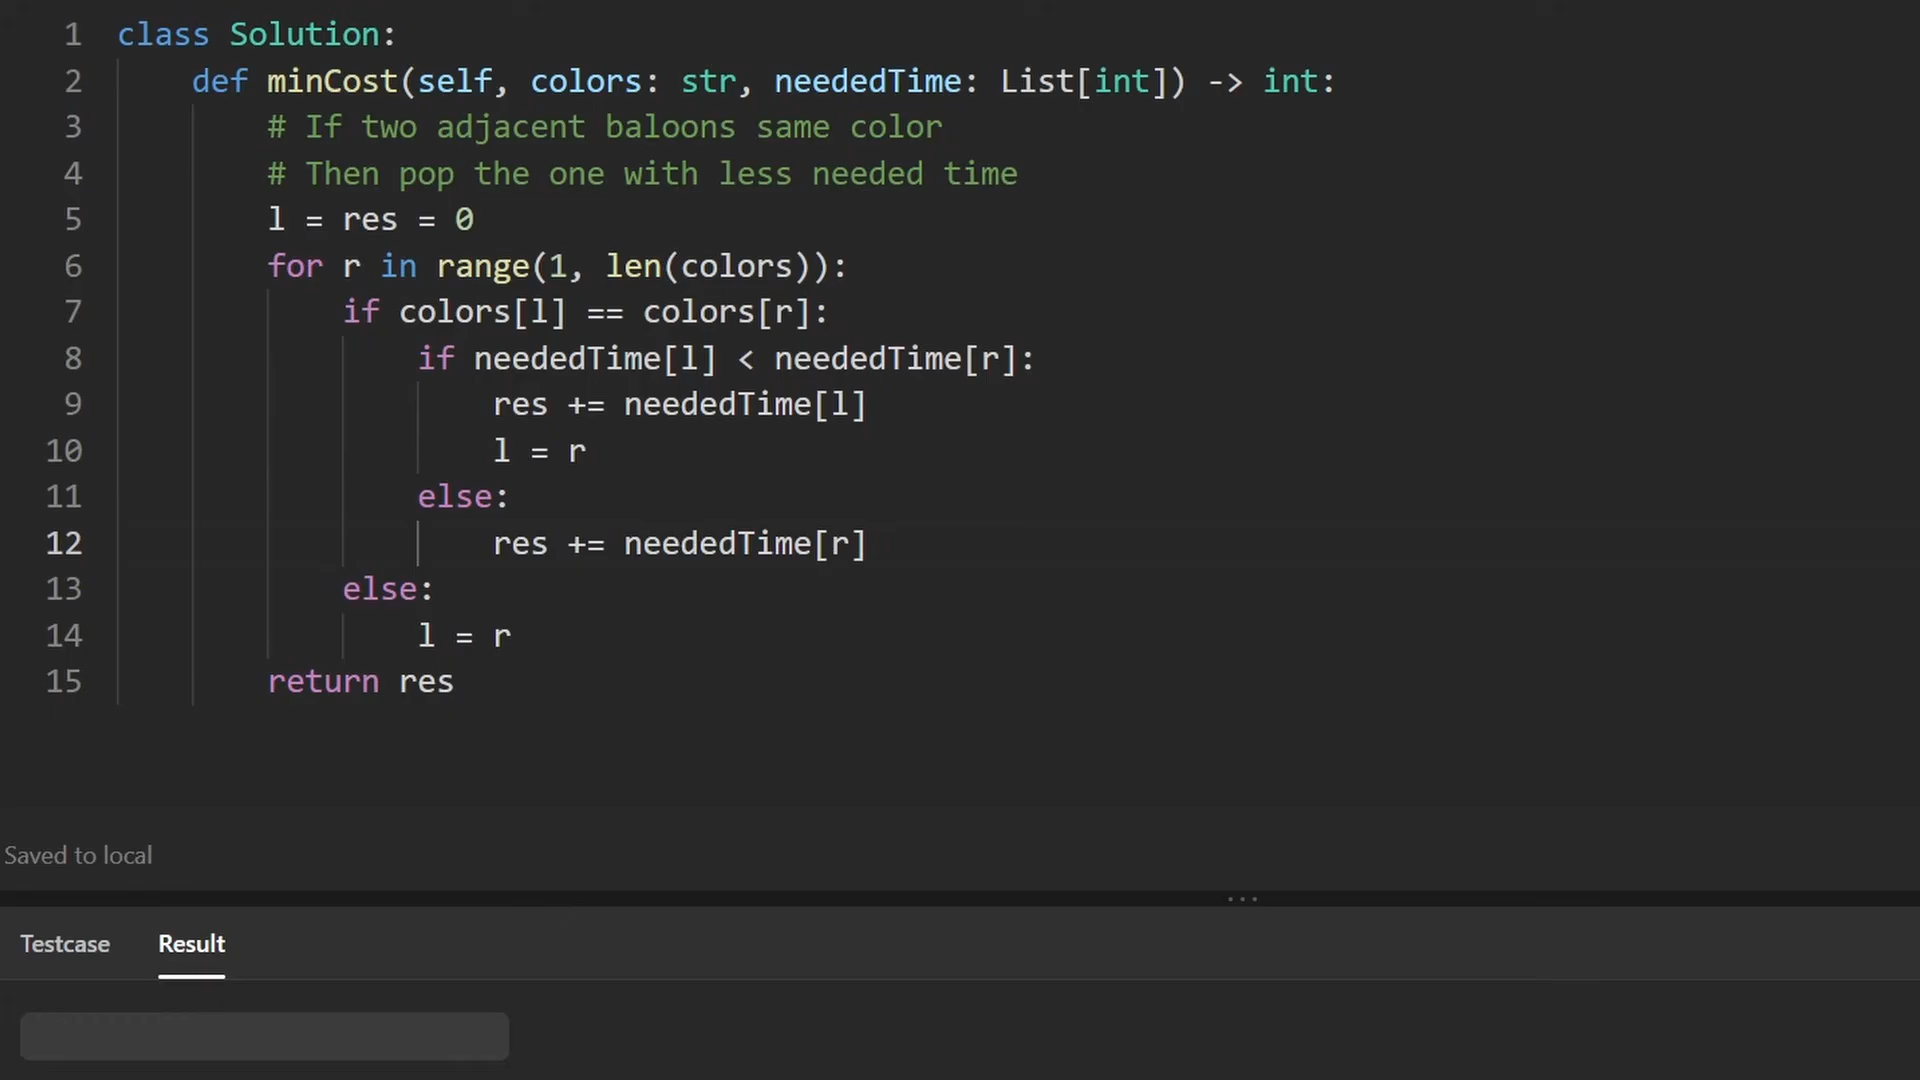 1 class Solution:
2 def minCost(self, colors: str, neededTime: List[int]) -> int:
3 # If two adjacent baloons same color
4 # Then pop the one with less needed time
5 l = res = 0
6 for r in range(1, len(colors)):
7 if colors[l] == colors[r]:
8 if neededTime[l] < neededTime[r]:
9 res += neededTime[l]
10 l = r
11 else:
12 res += neededTime[r]
13 else:
14 l = r
15 return res
Saved to local
Testcase Result